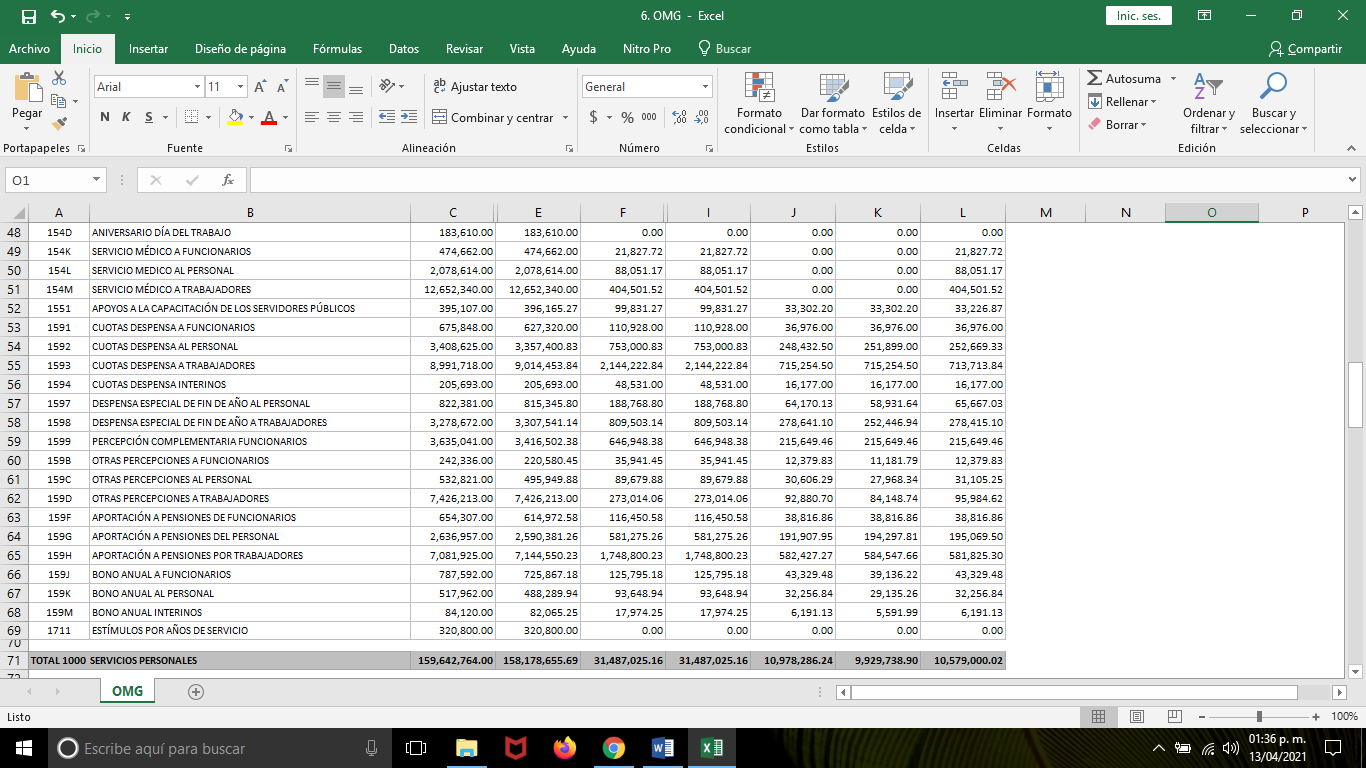 6. OMG - Excel
Inic. ses.
Archivo Inicio Insertar Diseño de página Fórmulas Datos Revisar Vista Ayuda Nitro Pro Buscar Compartir
Pegar
Arial 11
N K S A
ab Ajustar texto
Combinar y centrar
General
$ % 000
Formato condicional
Dar formato como tabla
Estilos de celda
Insertar Eliminar Formato
Autosuma
Rellenar
Borrar
Ordenar y filtrar
Buscar y seleccionar
Portapapeles Fuente Alineación Número Estilos Celdas Edición
O1 fx
A B C E F I J K L M N O P
48 154D ANIVERSARIO DÍA DEL TRABAJO 183,610.00 183,610.00 0.00 0.00 0.00 0.00 0.00
49 154K SERVICIO MÉDICO A FUNCIONARIOS 474,662.00 474,662.00 21,827.72 21,827.72 0.00 0.00 21,827.72
50 154L SERVICIO MEDICO AL PERSONAL 2,078,614.00 2,078,614.00 88,051.17 88,051.17 0.00 0.00 88,051.17
51 154M SERVICIO MÉDICO A TRABAJADORES 12,652,340.00 12,652,340.00 404,501.52 404,501.52 0.00 0.00 404,501.52
52 1551 APOYOS A LA CAPACITACIÓN DE LOS SERVIDORES PÚBLICOS 395,107.00 396,165.27 99,831.27 99,831.27 33,302.20 33,302.20 33,226.87
53 1591 CUOTAS DESPENSA A FUNCIONARIOS 675,848.00 627,320.00 110,928.00 110,928.00 36,976.00 36,976.00 36,976.00
54 1592 CUOTAS DESPENSA AL PERSONAL 3,408,625.00 3,357,400.83 753,000.83 753,000.83 248,432.50 251,899.00 252,669.33
55 1593 CUOTAS DESPENSA A TRABAJADORES 8,991,718.00 9,014,453.84 2,144,222.84 2,144,222.84 715,254.50 715,254.50 713,713.84
56 1594 CUOTAS DESPENSA INTERINOS 205,693.00 205,693.00 48,531.00 48,531.00 16,177.00 16,177.00 16,177.00
57 1597 DESPENSA ESPECIAL DE FIN DE AÑO AL PERSONAL 822,381.00 815,345.80 188,768.80 188,768.80 64,170.13 58,931.64 65,667.03
58 1598 DESPENSA ESPECIAL DE FIN DE AÑO A TRABAJADORES 3,278,672.00 3,307,541.14 809,503.14 809,503.14 278,641.10 252,446.94 278,415.10
59 1599 PERCEPCIÓN COMPLEMENTARIA FUNCIONARIOS 3,635,041.00 3,416,502.38 646,948.38 646,948.38 215,649.46 215,649.46 215,649.46
60 159B OTRAS PERCEPCIONES A FUNCIONARIOS 242,336.00 220,580.45 35,941.45 35,941.45 12,379.83 11,181.79 12,379.83
61 159C OTRAS PERCEPCIONES AL PERSONAL 532,821.00 495,949.88 89,679.88 89,679.88 30,606.29 27,968.34 31,105.25
62 159D OTRAS PERCEPCIONES A TRABAJADORES 7,426,213.00 7,426,213.00 273,014.06 273,014.06 92,880.70 84,148.74 95,984.62
63 159F APORTACIÓN A PENSIONES DE FUNCIONARIOS 654,307.00 614,972.58 116,450.58 116,450.58 38,816.86 38,816.86 38,816.86
64 159G APORTACIÓN A PENSIONES DEL PERSONAL 2,636,957.00 2,590,381.26 581,275.26 581,275.26 191,907.95 194,297.81 195,069.50
65 159H APORTACIÓN A PENSIONES POR TRABAJADORES 7,081,925.00 7,144,550.23 1,748,800.23 1,748,800.23 582,427.27 584,547.66 581,825.30
66 159J BONO ANUAL A FUNCIONARIOS 787,592.00 725,867.18 125,795.18 125,795.18 43,329.48 39,136.22 43,329.48
67 159K BONO ANUAL AL PERSONAL 517,962.00 488,289.94 93,648.94 93,648.94 32,256.84 29,135.26 32,256.84
68 159M BONO ANUAL INTERINOS 84,120.00 82,065.25 17,974.25 17,974.25 6,191.13 5,591.99 6,191.13
69 1711 ESTÍMULOS POR AÑOS DE SERVICIO 320,800.00 320,800.00 0.00 0.00 0.00 0.00 0.00
70
71 TOTAL 1000 SERVICIOS PERSONALES 159,642,764.00 158,178,655.69 31,487,025.16 31,487,025.16 10,978,286.24 9,929,738.90 10,579,000.02
72
OMG
Listo 100%
Escribe aquí para buscar
01:36 p. m.
13/04/2021